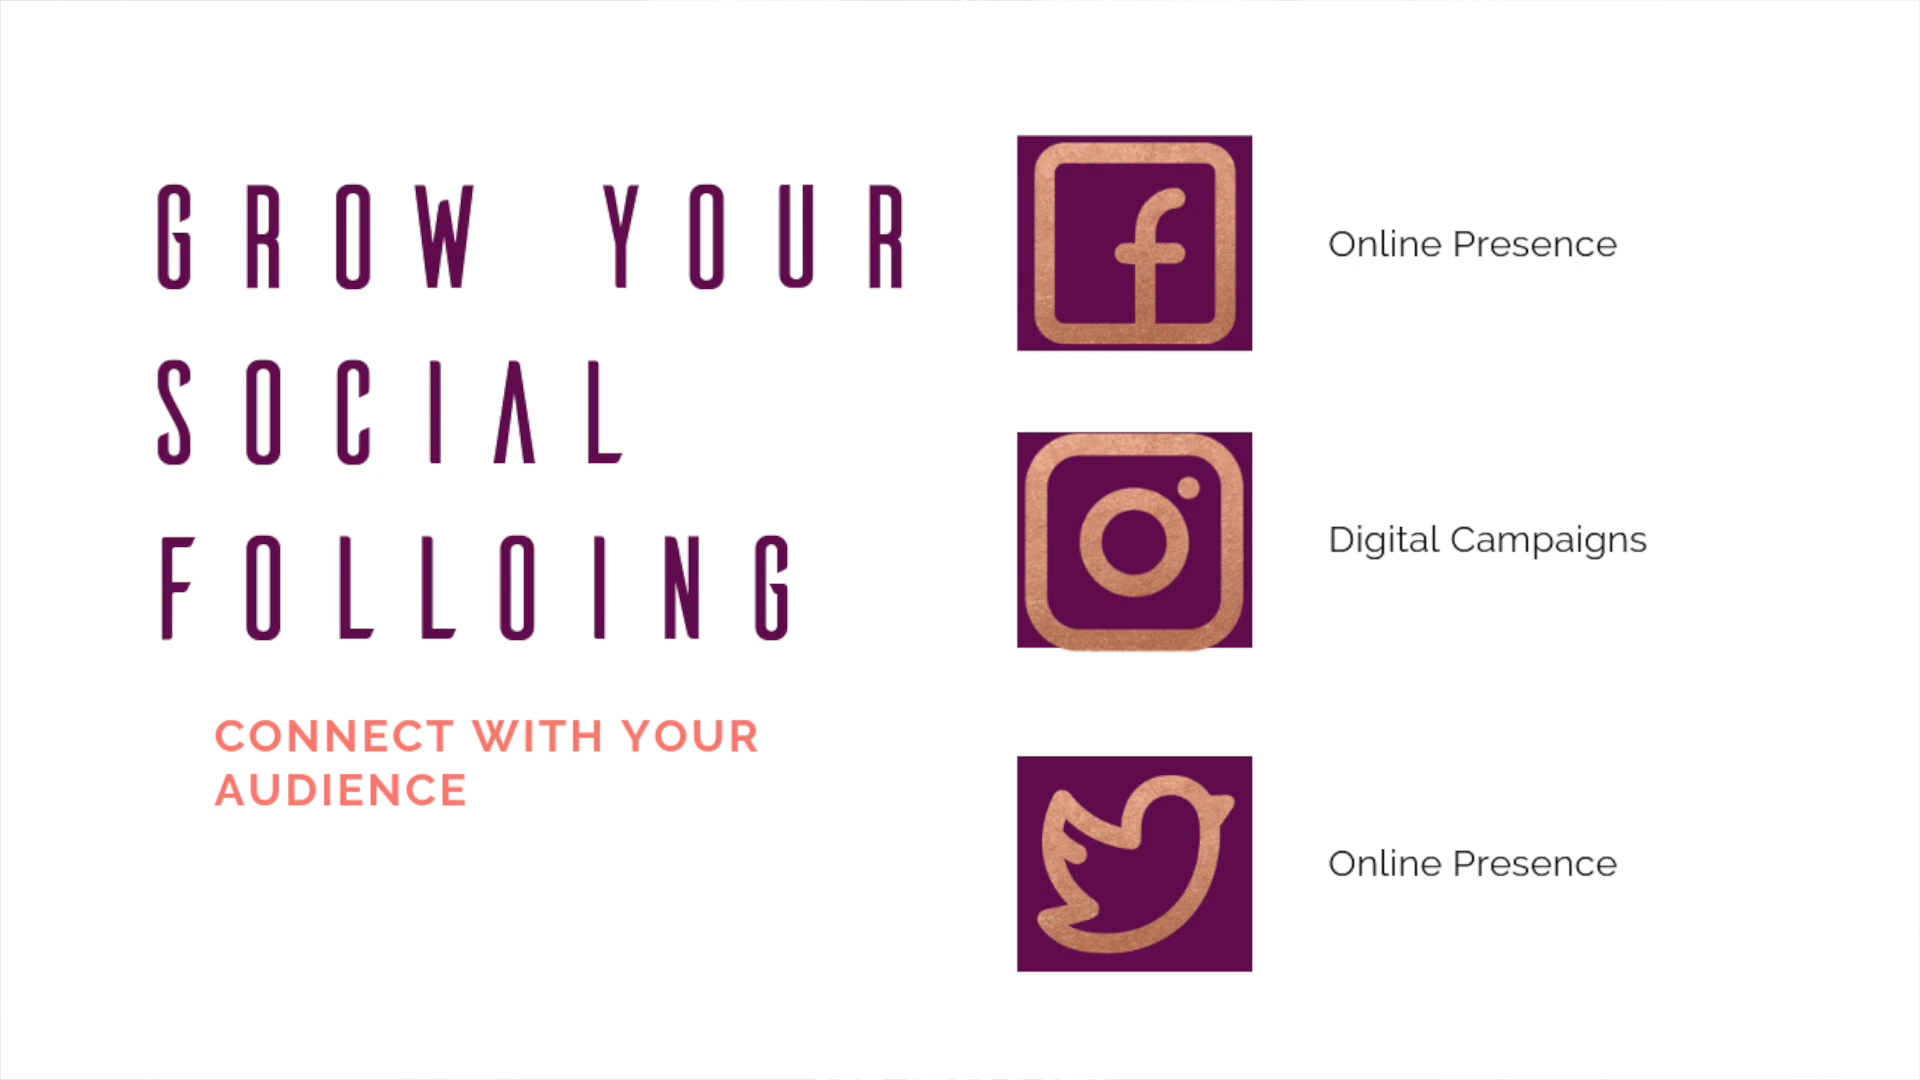 GROW YOUR
SOCIAL
FOLLOING
CONNECT WITH YOUR
AUDIENCE
Online Presence
Digital Campaigns
Online Presence